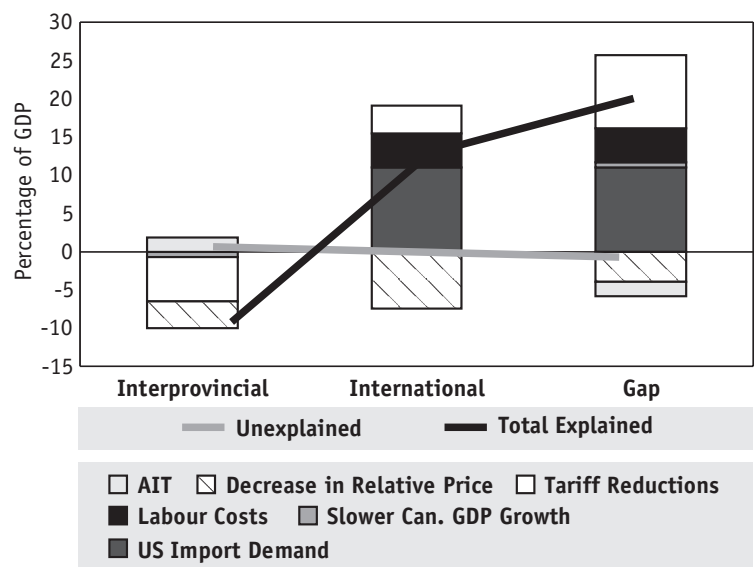 30
25
20
15
10
5
0
-5
-10
-15
Percentage of GDP
Interprovincial International Gap
Unexplained Total Explained
AIT Decrease in Relative Price Tariff Reductions
Labour Costs Slower Can. GDP Growth
US Import Demand